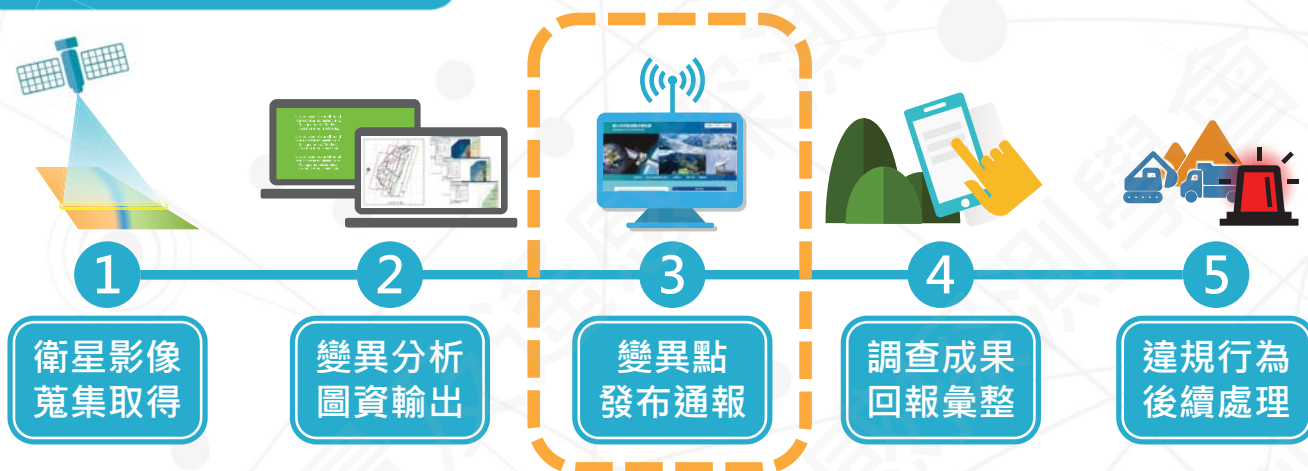 1
2
3
4
5
衛星影像
蒐集取得
變異分析
圖資輸出
變異點
發布通報
調查成果
回報彙整
違規行為
後續處理